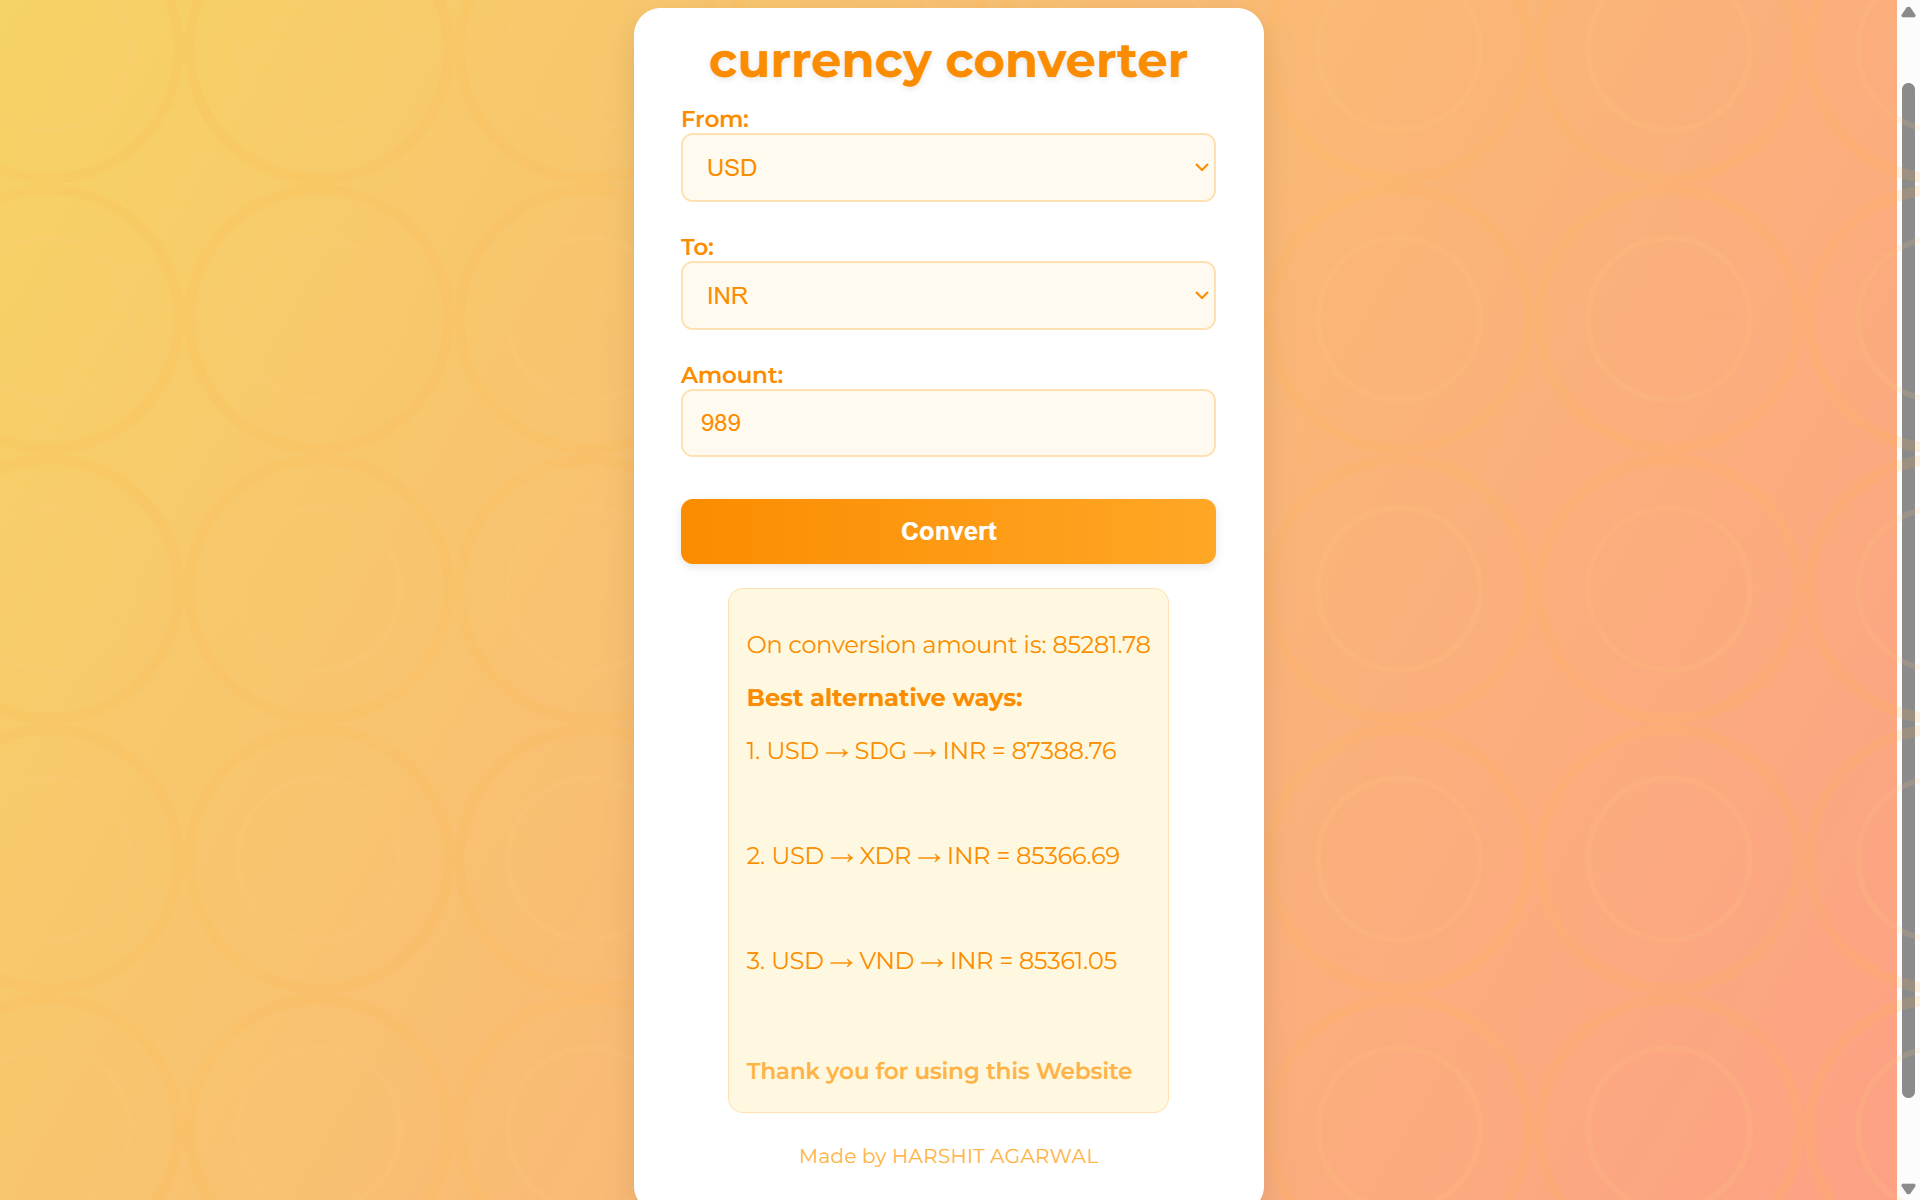 currency converter
From:
USD
To:
INR
Amount:
989
Convert
On conversion amount is: 85281.78
Best alternative ways:
1. USD → SDG → INR = 87388.76
2. USD → XDR → INR = 85366.69
3. USD → VND → INR = 85361.05
Thank you for using this Website
Made by HARSHIT AGARWAL